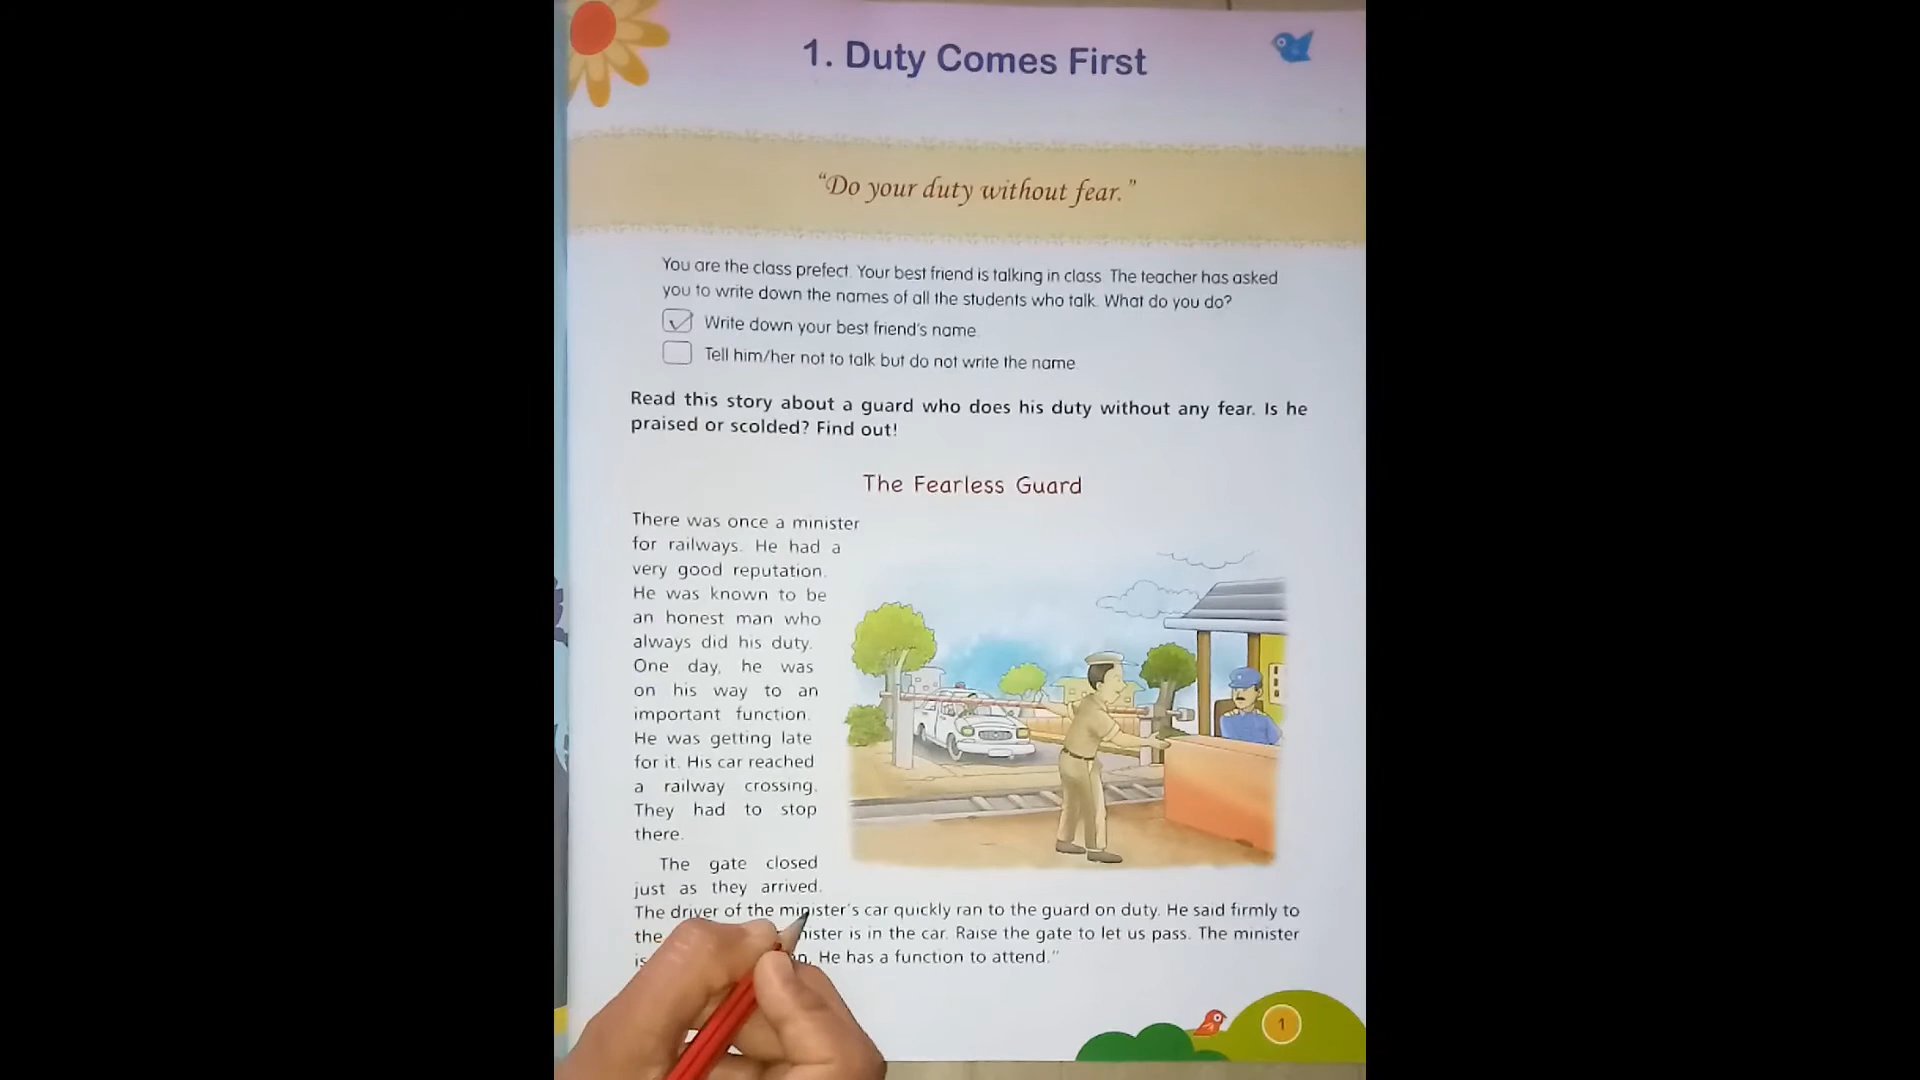 1. Duty Comes First
“Do your duty without fear.”
You are the class prefect. Your best friend is talking in class. The teacher has asked
you to write down the names of all the students who talk. What do you do?
Write down your best friend's name.
Tell him/her not to talk but do not write the name.
Read this story about a guard who does his duty without any fear. Is he
praised or scolded? Find out!
The Fearless Guard
There was once a minister
for railways. He had a
very good reputation.
He was known to be
an honest man who
always did his duty.
One day, he was
on his way to an
important function.
He was getting late
for it. His car reached
a railway crossing.
They had to stop
there.
The gate closed
just as they arrived.
The driver of the minister's car quickly ran to the guard on duty. He said firmly to
the is in the car. Raise the gate to let us pass. The minister
He has a function to attend.”
1